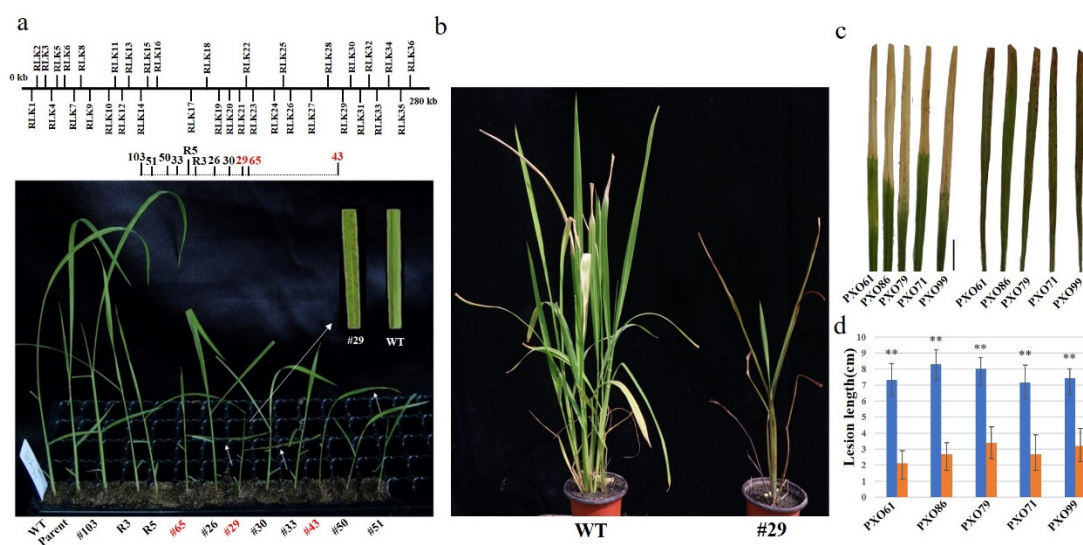 a
RLK2 RLK3 RLK5 RLK6 RLK8 RLK11 RLK13 RLK15 RLK16 RLK18 RLK22 RLK25 RLK28 RLK30 RLK32 RLK34 RLK36
0 kb
280 kb
RLK1 RLK4 RLK7 RLK9 RLK10 RLK12 RLK14 RLK17 RLK19 RLK20 RLK21 RLK23 RLK24 RLK26 RLK27 RLK29 RLK31 RLK33 RLK35
103 51 50 33 R5 R3 26 30 29 65 43
#29 WT
WT Parent #103 R3 R5 #65 #26 #29 #30 #33 #43 #50 #51
b
WT #29
c
PXO61 PXO86 PXO79 PXO71 PXO99 PXO61 PXO86 PXO79 PXO71 PXO99
d
Lesion length(cm)
10
9
8
7
6
5
4
3
2
1
0
** ** ** ** **
PXO61 PXO86 PXO79 PXO71 PXO99